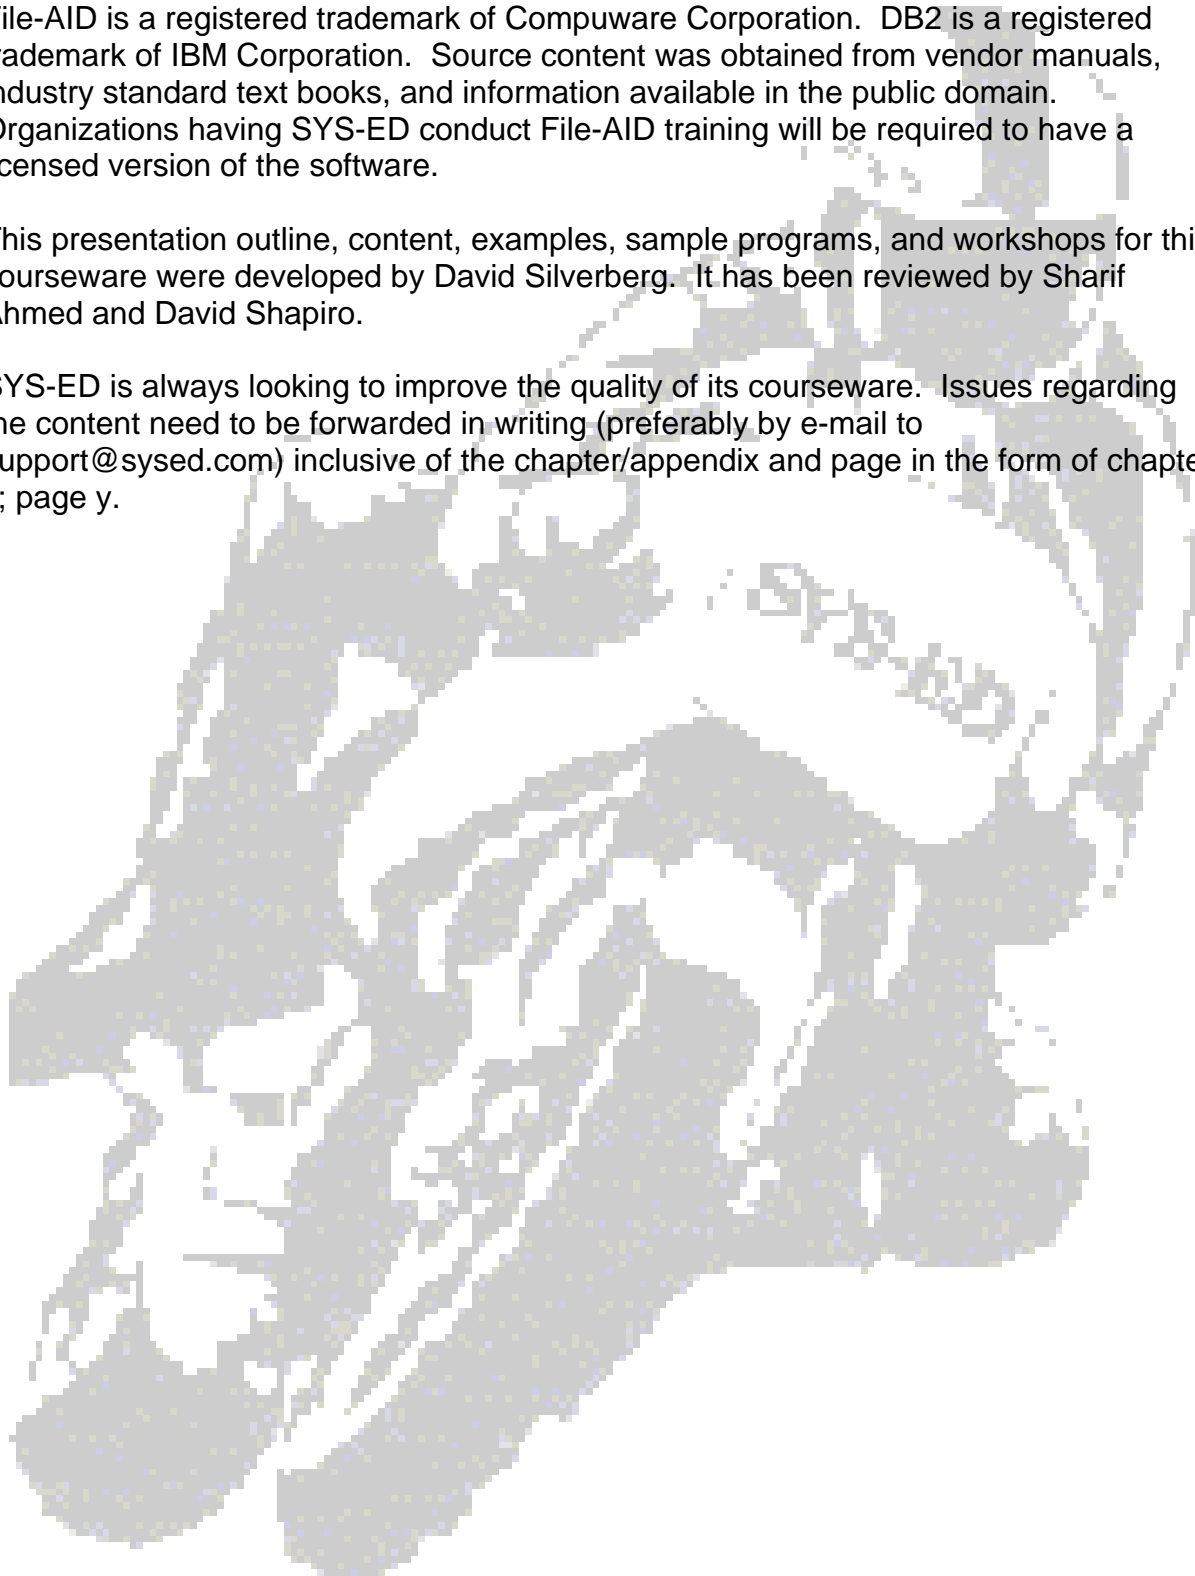 File-AID is a registered trademark of Compuware Corporation.  DB2 is a registered
rademark of IBM Corporation.  Source content was obtained from vendor manuals,
ndustry standard text books, and information available in the public domain.
Organizations having SYS-ED conduct File-AID training will be required to have a
icensed version of the software.
This presentation outline, content, examples, sample programs, and workshops for thi
ourseware were developed by David Silverberg.  It has been reviewed by Sharif
Ahmed and David Shapiro.
SYS-ED is always looking to improve the quality of its courseware.  Issues regarding
he content need to be forwarded in writing (preferably by e-mail to
upport@sysed.com) inclusive of the chapter/appendix and page in the form of chapte
; page y.
SYS-ED